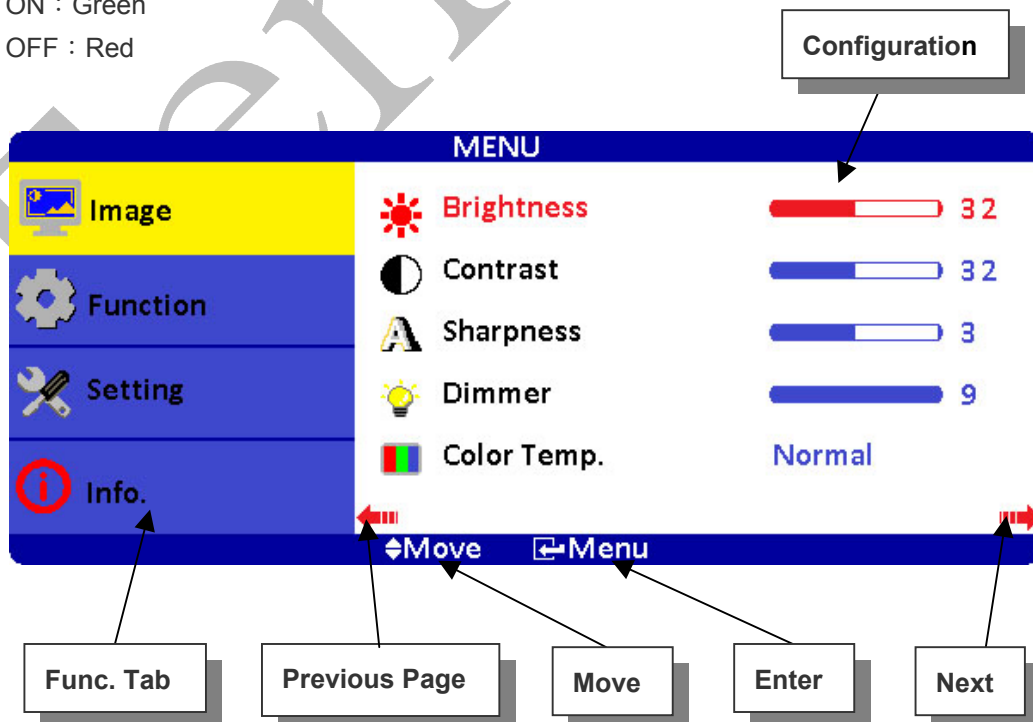 ON：Green
OFF：Red
Configuration
MENU
Image
Brightness 32
Contrast 32
Function
Sharpness 3
Setting
Dimmer 9
Color Temp. Normal
Info.
Move Menu
Func. Tab
Previous Page
Move
Enter
Next